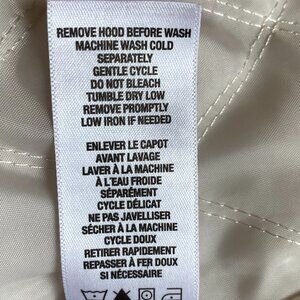 REMOVE HOOD BEFORE WASH
MACHINE WASH COLD
SEPARATELY
GENTLE CYCLE
DO NOT BLEACH
TUMBLE DRY LOW
REMOVE PROMPTLY
LOW IRON IF NEEDED
ENLEVER LE CAPOT
AVANT LAVAGE
LAVER À LA MACHINE
À L'EAU FROIDE
SÉPARÉMENT
CYCLE DÉLICAT
NE PAS JAVELLISER
SÉCHER À LA MACHINE
CYCLE DOUX
RETIRER RAPIDEMENT
REPASSER À FER DOUX
SI NÉCESSAIRE